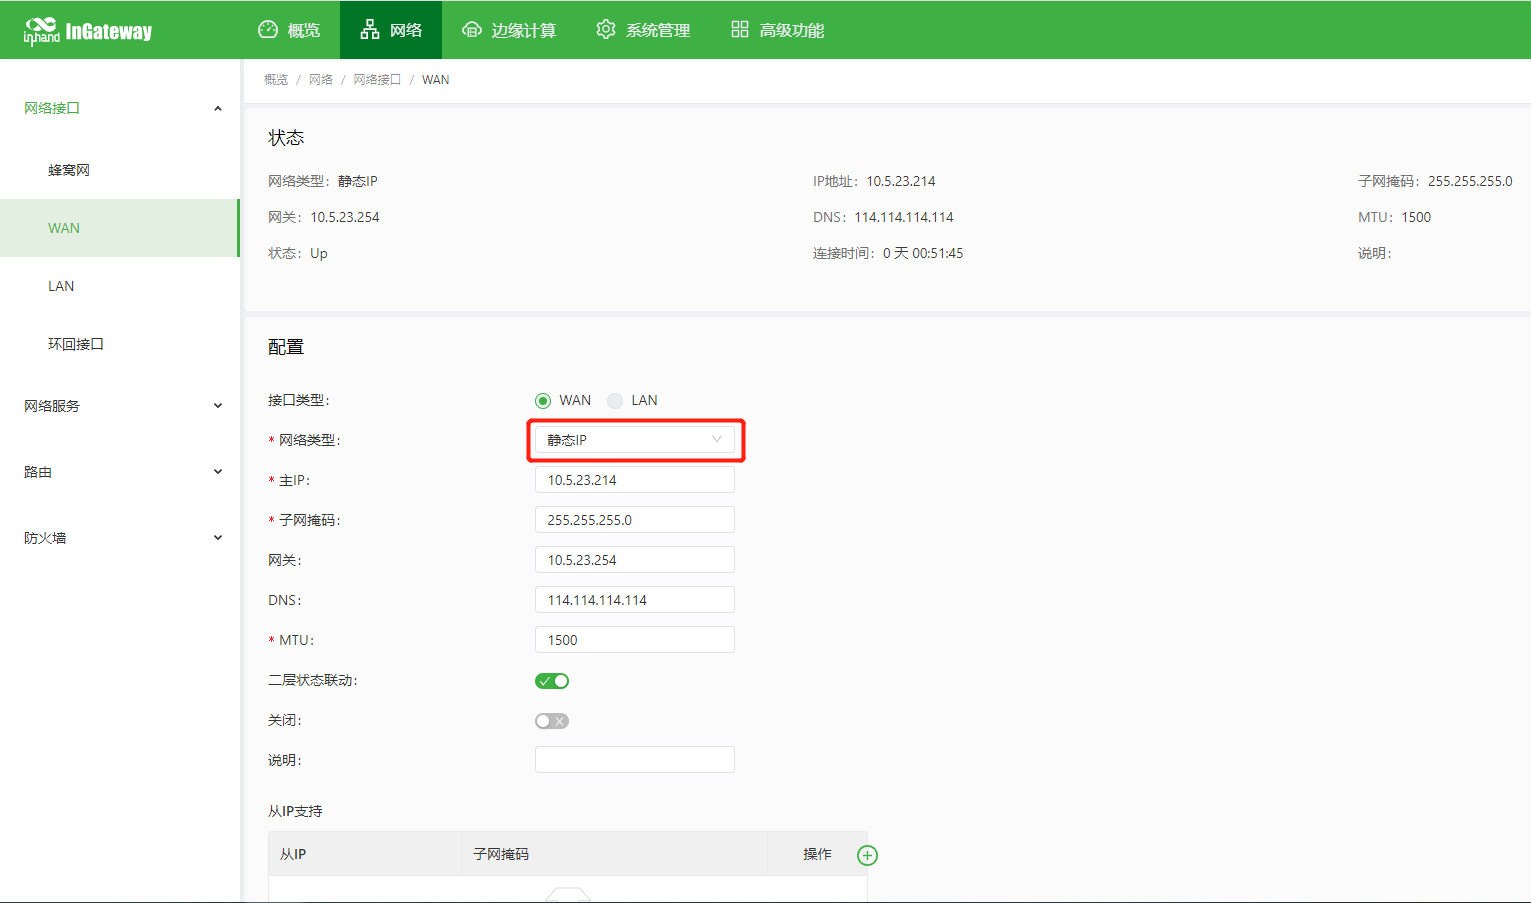 inhand InGateway 概览 网络 边缘计算 系统管理 高级功能
概览 / 网络 / 网络接口 / WAN
网络接口
蜂窝网
WAN
LAN
环回接口
网络服务
路由
防火墙
状态
网络类型: 静态IP IP地址: 10.5.23.214 子网掩码: 255.255.255.0
网关: 10.5.23.254 DNS: 114.114.114.114 MTU: 1500
状态: Up 连接时间: 0 天 00:51:45 说明:
配置
接口类型: WAN LAN
* 网络类型: 静态IP
* 主IP: 10.5.23.214
* 子网掩码: 255.255.255.0
网关: 10.5.23.254
DNS: 114.114.114.114
* MTU: 1500
二层状态联动:
关闭:
说明:
从IP支持
从IP 子网掩码 操作